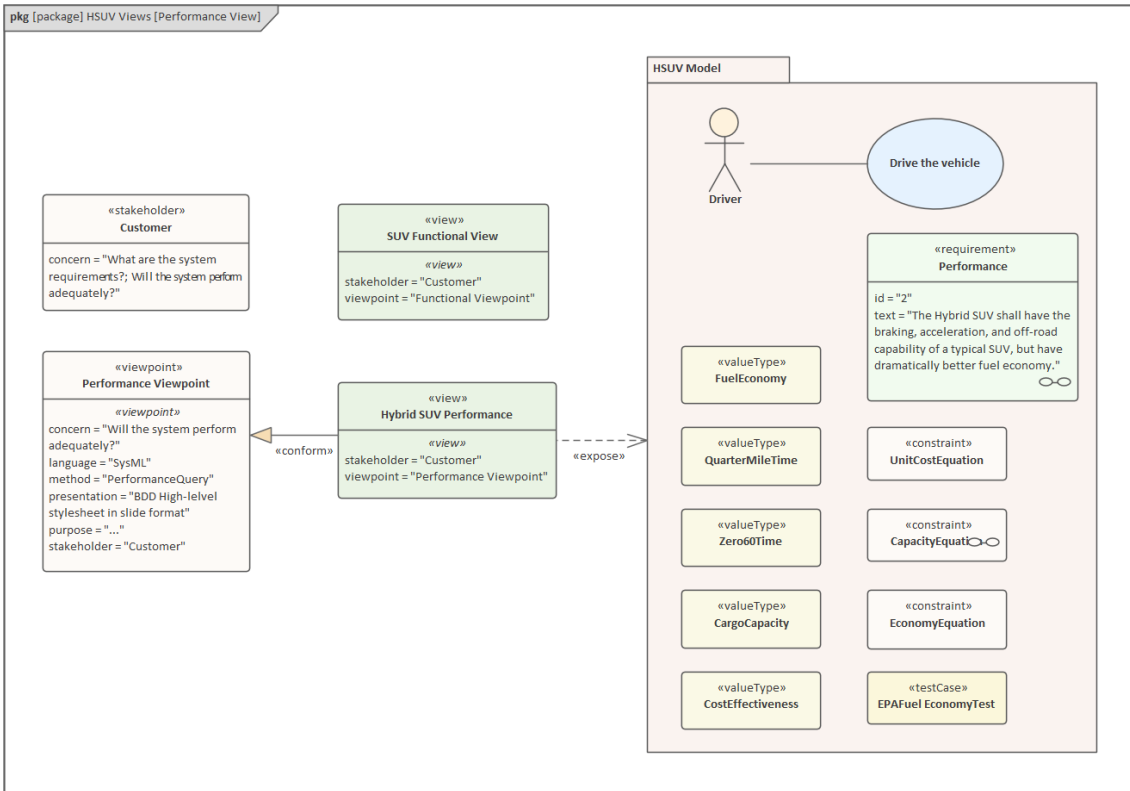 pkg [package] HSUV Views [Performance View]
«stakeholder»
Customer
concern = "What are the system
requirements?; Will the system perform
adequately?"
«viewpoint»
Performance Viewpoint
«viewpoint»
concern = "Will the system perform
adequately?"
language = "SysML"
method = "PerformanceQuery"
presentation = "BDD High-lelvel
stylesheet in slide format"
purpose = "..."
stakeholder = "Customer"
«conform»
«view»
SUV Functional View
«view»
stakeholder = "Customer"
viewpoint = "Functional Viewpoint"
«view»
Hybrid SUV Performance
«view»
stakeholder = "Customer"
viewpoint = "Performance Viewpoint"
«expose»
HSUV Model
Driver
Drive the vehicle
«requirement»
Performance
id = "2"
text = "The Hybrid SUV shall have the
braking, acceleration, and off-road
capability of a typical SUV, but have
dramatically better fuel economy."
«valueType»
FuelEconomy
«valueType»
QuarterMileTime
«constraint»
UnitCostEquation
«valueType»
Zero60Time
«constraint»
«valueType»
CargoCapacity
«constraint»
EconomyEquation
«valueType»
CostEffectiveness
«testCase»
EPAFuel EconomyTest